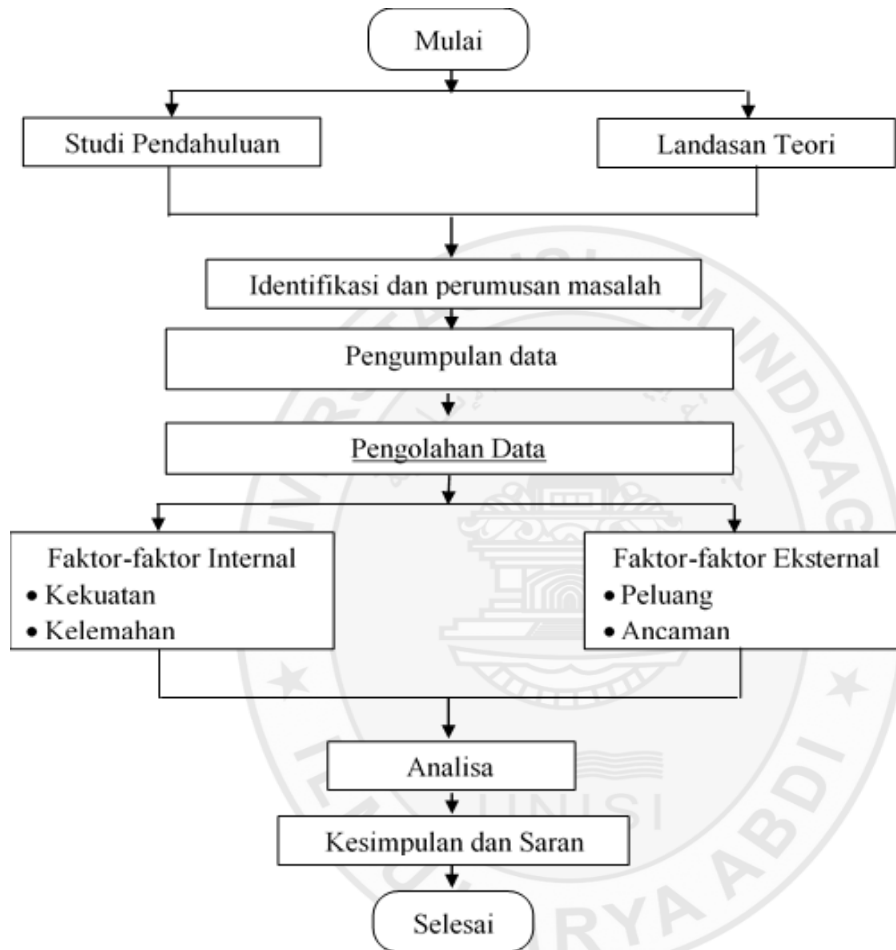 Mulai
Studi Pendahuluan
Landasan Teori
Identifikasi dan perumusan masalah
Pengumpulan data
Pengolahan Data
Faktor-faktor Internal
• Kekuatan
• Kelemahan
Faktor-faktor Eksternal
• Peluang
• Ancaman
Analisa
UNISI
Kesimpulan dan Saran
Selesai